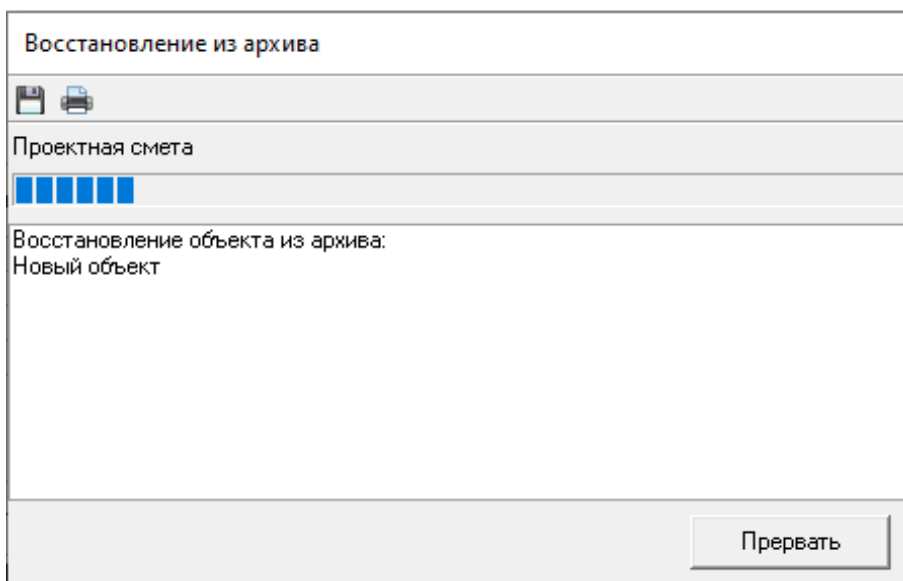 Восстановление из архива
Проектная смета
Восстановление объекта из архива:
Новый объект
Прервать